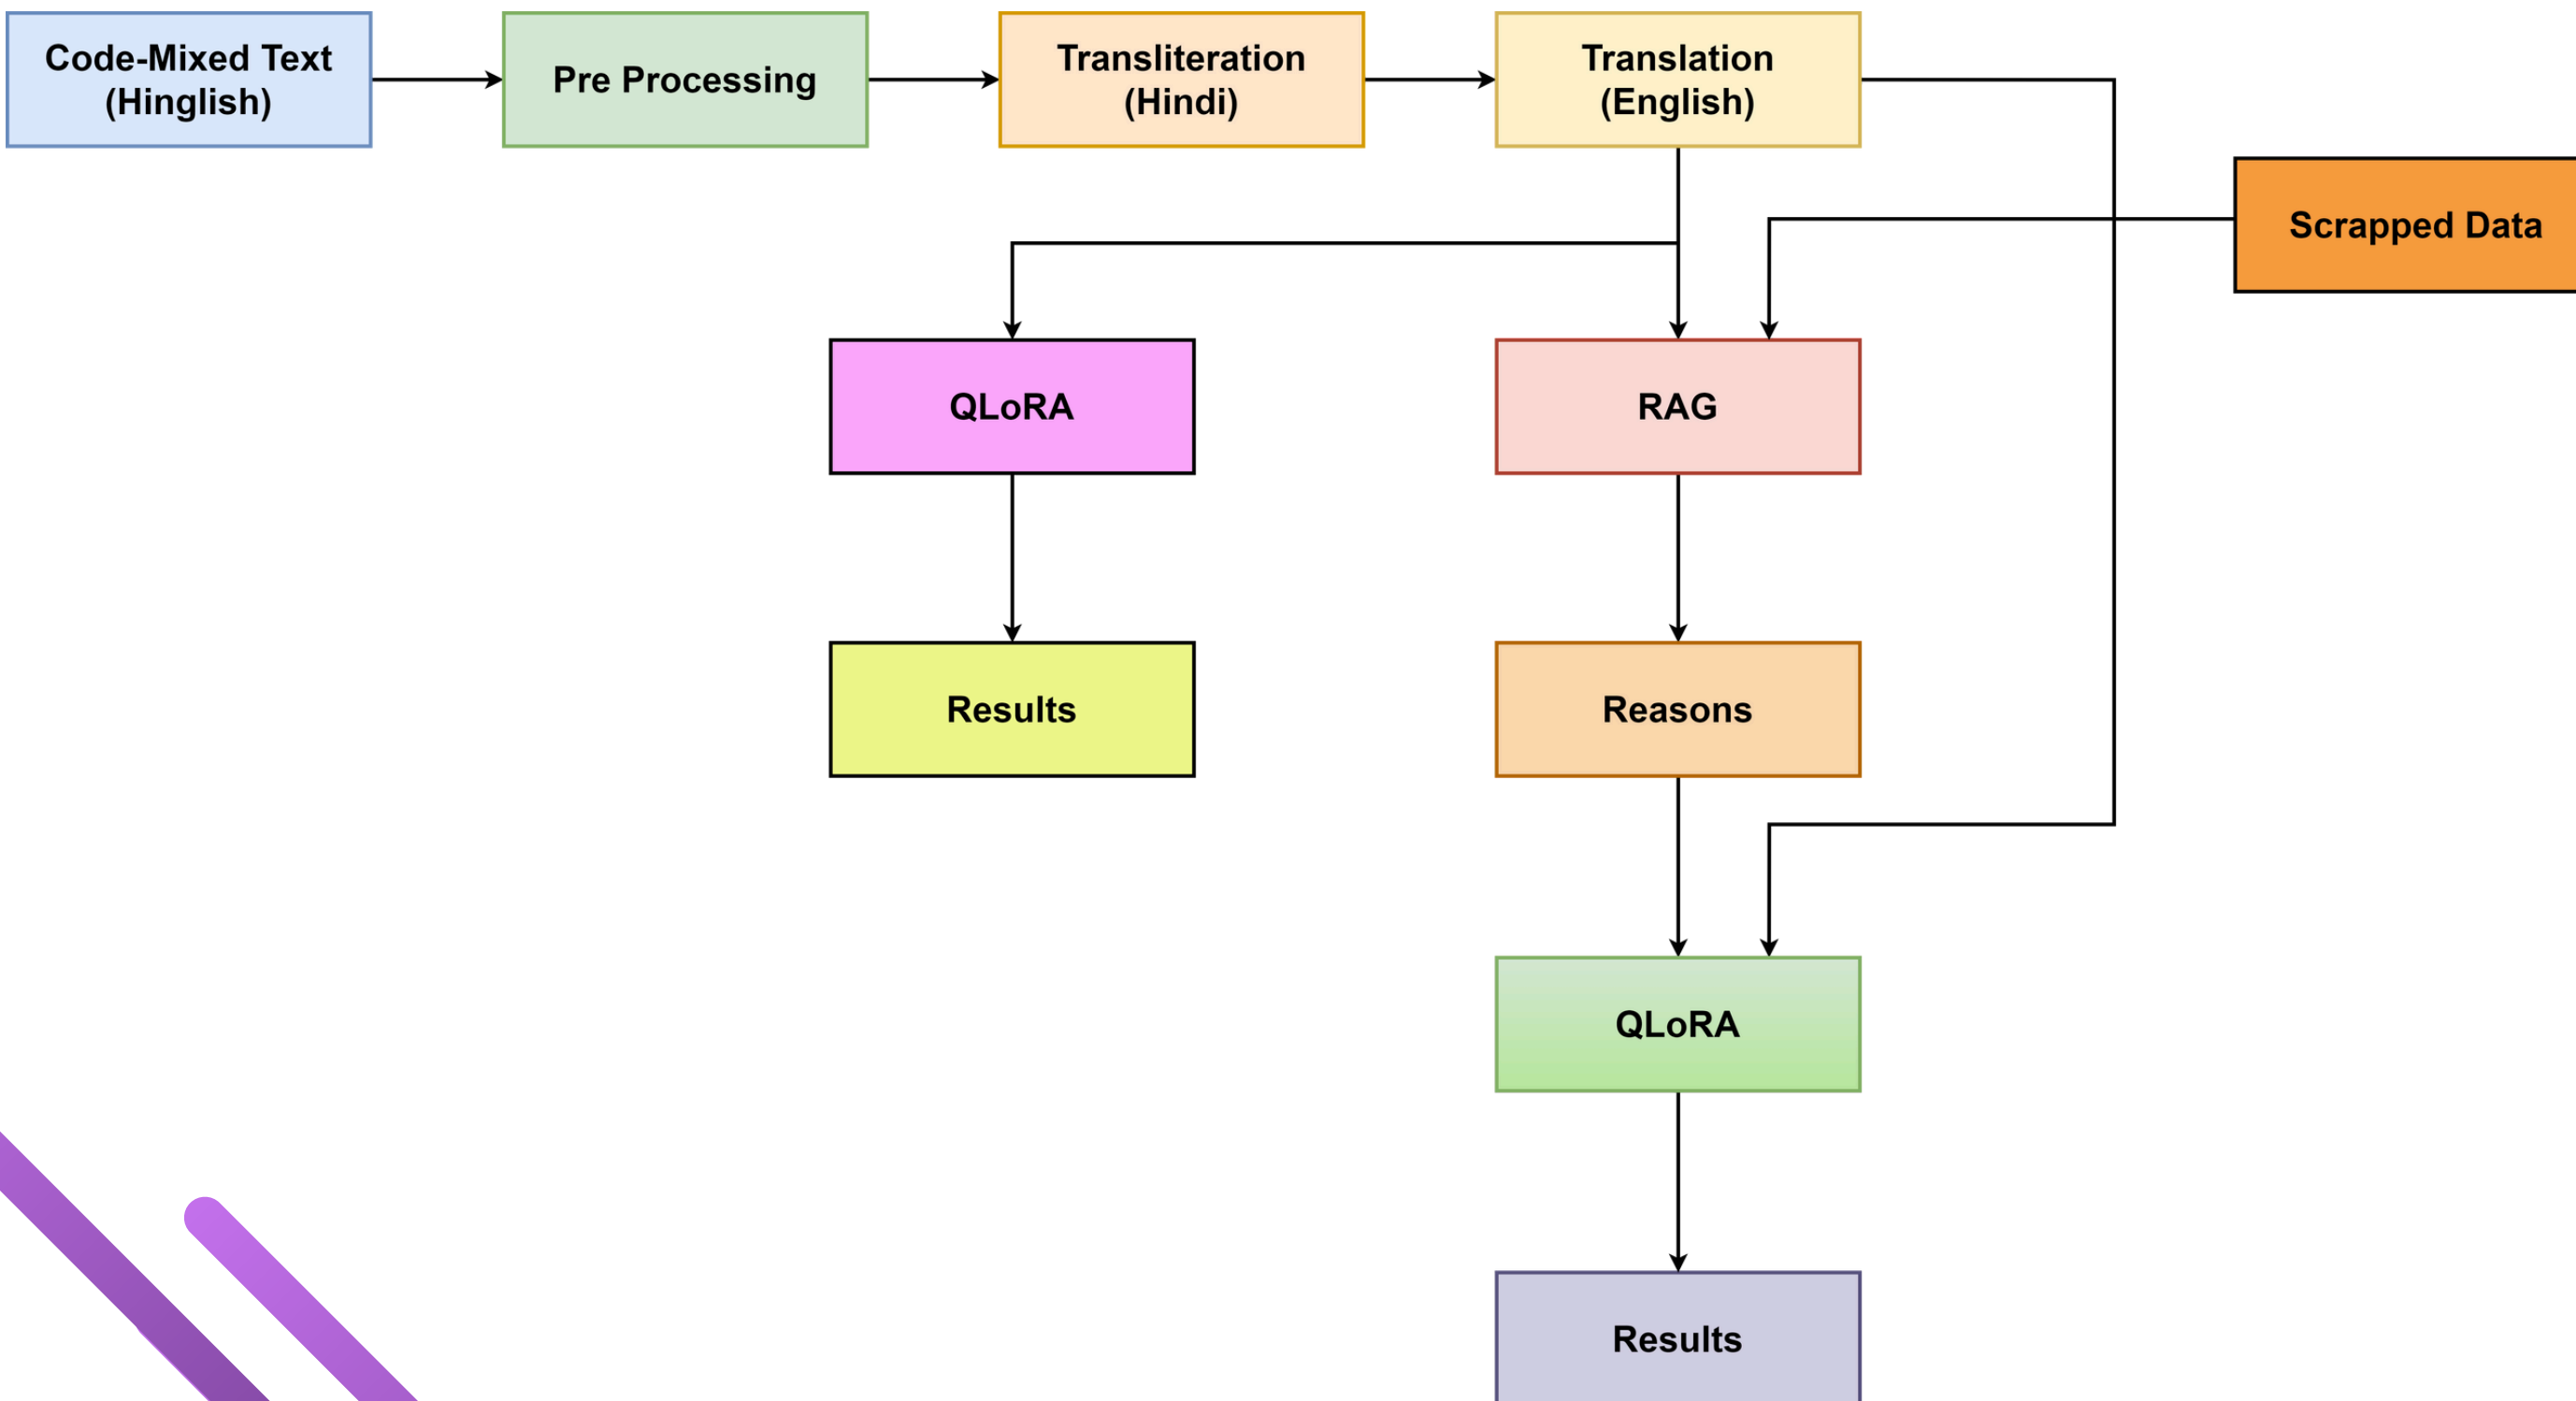 Code-Mixed Text
(Hinglish)
Pre Processing
Transliteration
(Hindi)
Translation
(English)
Scrapped Data
QLoRA
RAG
Results
Reasons
QLoRA
Results